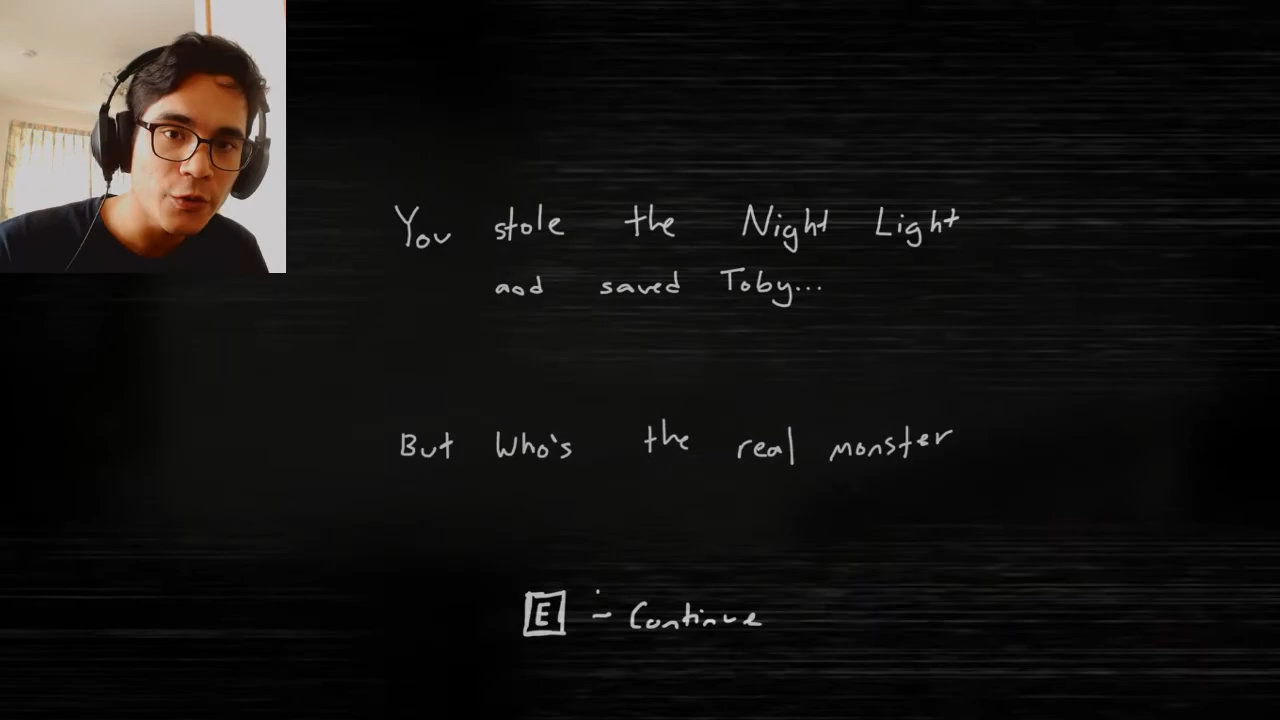 You stole the Night Light
and saved Toby...
But Who's the real monster
E - Continue